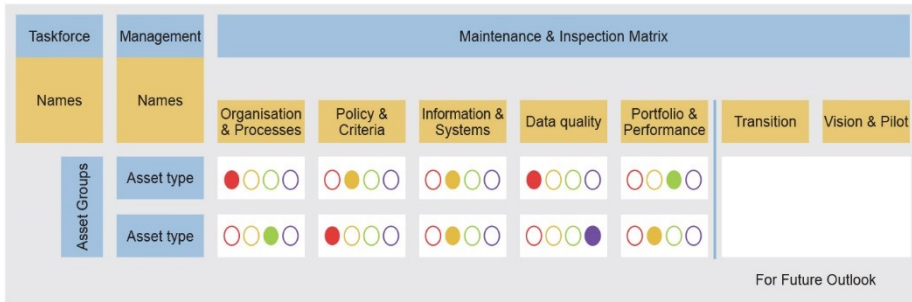 Taskforce
Management
Maintenance & Inspection Matrix
Names
Names
Organisation
& Processes
Policy &
Criteria
Information &
Systems
Data quality
Portfolio &
Performance
Transition
Vision & Pilot
Asset Groups
Asset type
Asset type
For Future Outlook